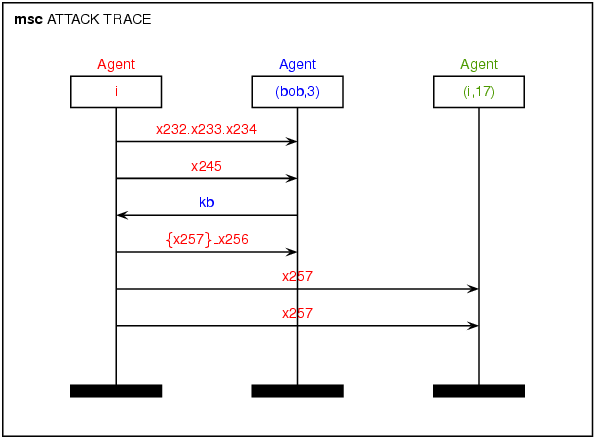 msc ATTACK TRACE
Agent Agent Agent
i (bob,3) (i,17)
x232.x233.x234
x245
kb
{x257}_x256
x257
x257